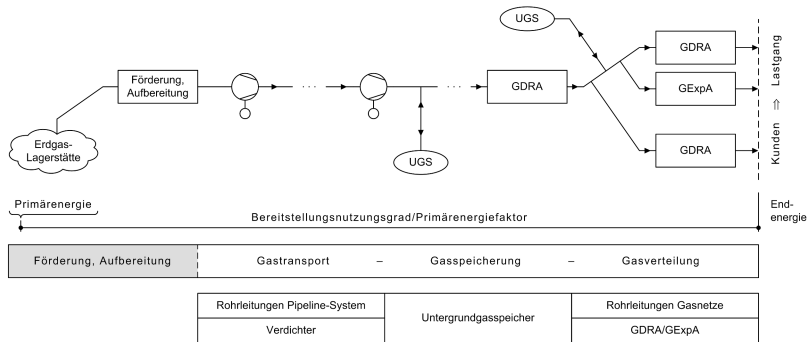 UGS
GDRA
Förderung,
Aufbereitung
. . .
. . .
. . .
GDRA
GExpA
Erdgas-
Lagerstätte
UGS
GDRA
Kunden ⇒ Lastgang
Primärenergie
Bereitstellungsnutzungsgrad/Primärenergiefaktor
End-
energie
Förderung, Aufbereitung
Gastransport – Gasspeicherung – Gasverteilung
Rohrleitungen Pipeline-System
Verdichter
Untergrundgasspeicher
Rohrleitungen Gasnetze
GDRA/GExpA